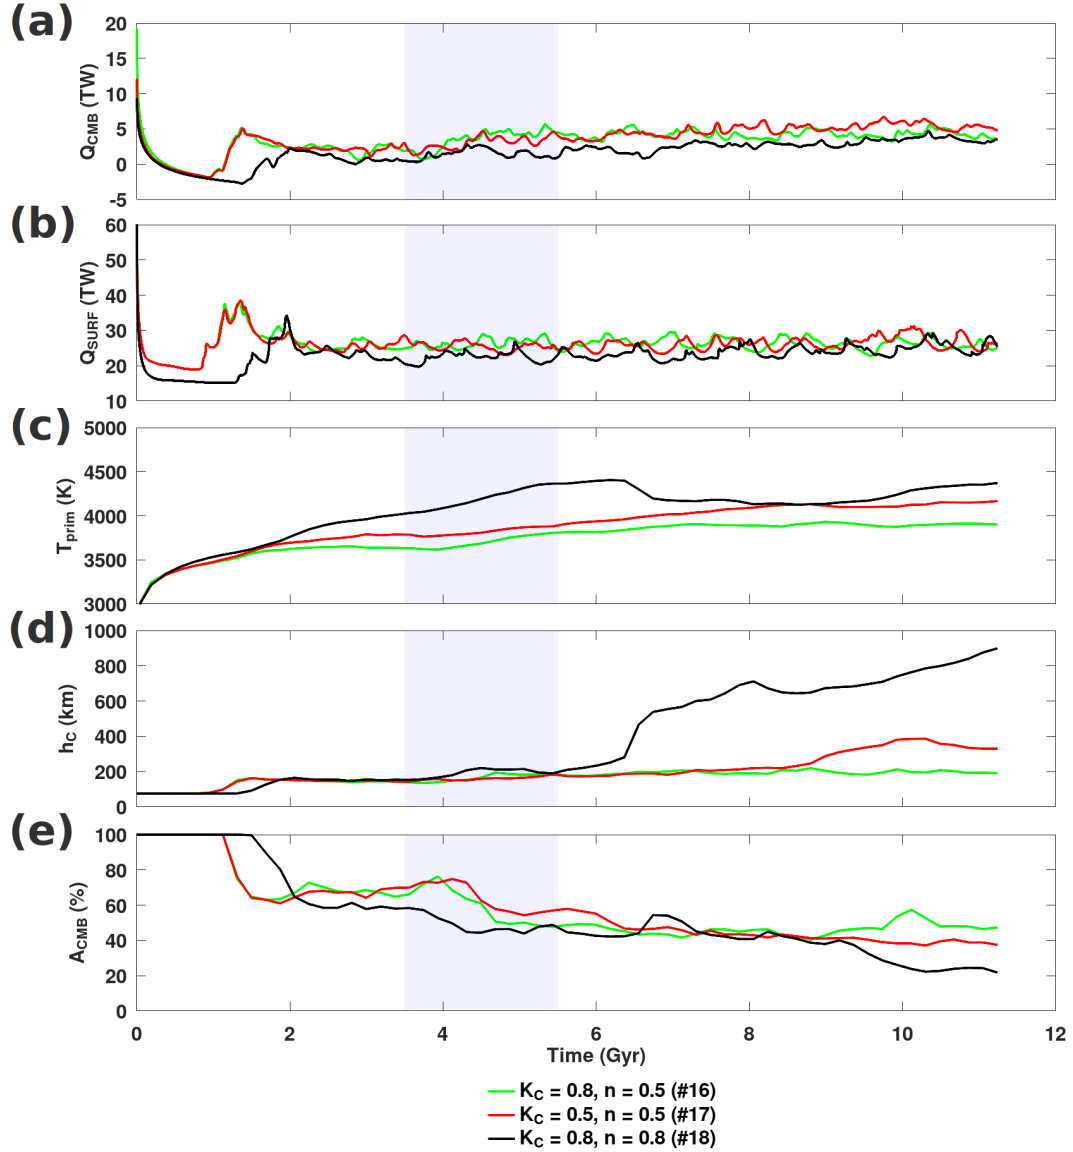 (a)
20
15
10
5
0
-5
Q_CMB (TW)
(b)
60
50
40
30
20
10
Q_SURF (TW)
(c)
5000
4500
4000
3500
3000
T_prim (K)
(d)
1000
800
600
400
200
0
h_C (km)
(e)
100
80
60
40
20
0
A_CMB (%)
0 2 4 6 8 10 12
Time (Gyr)
K_C = 0.8, n = 0.5 (#16)
K_C = 0.5, n = 0.5 (#17)
K_C = 0.8, n = 0.8 (#18)